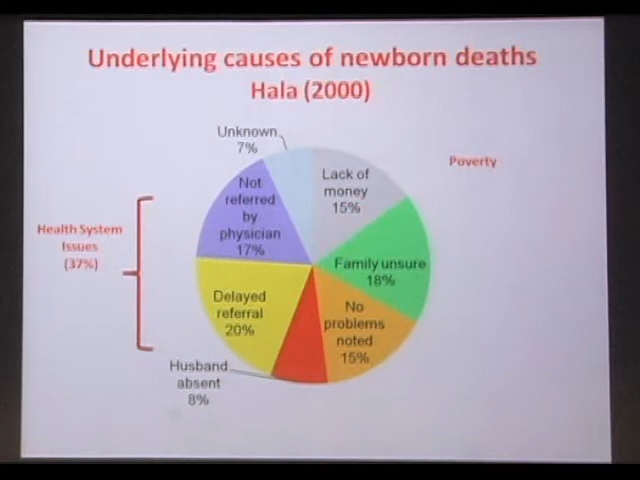 Underlying causes of newborn deaths
Hala (2000)
Unknown
7%
Lack of
money
15%
Poverty
Not
referred
by
physician
17%
Health System
Issues
(37%)
Family unsure
18%
Delayed
referral
20%
No
problems
noted
15%
Husband
absent
8%